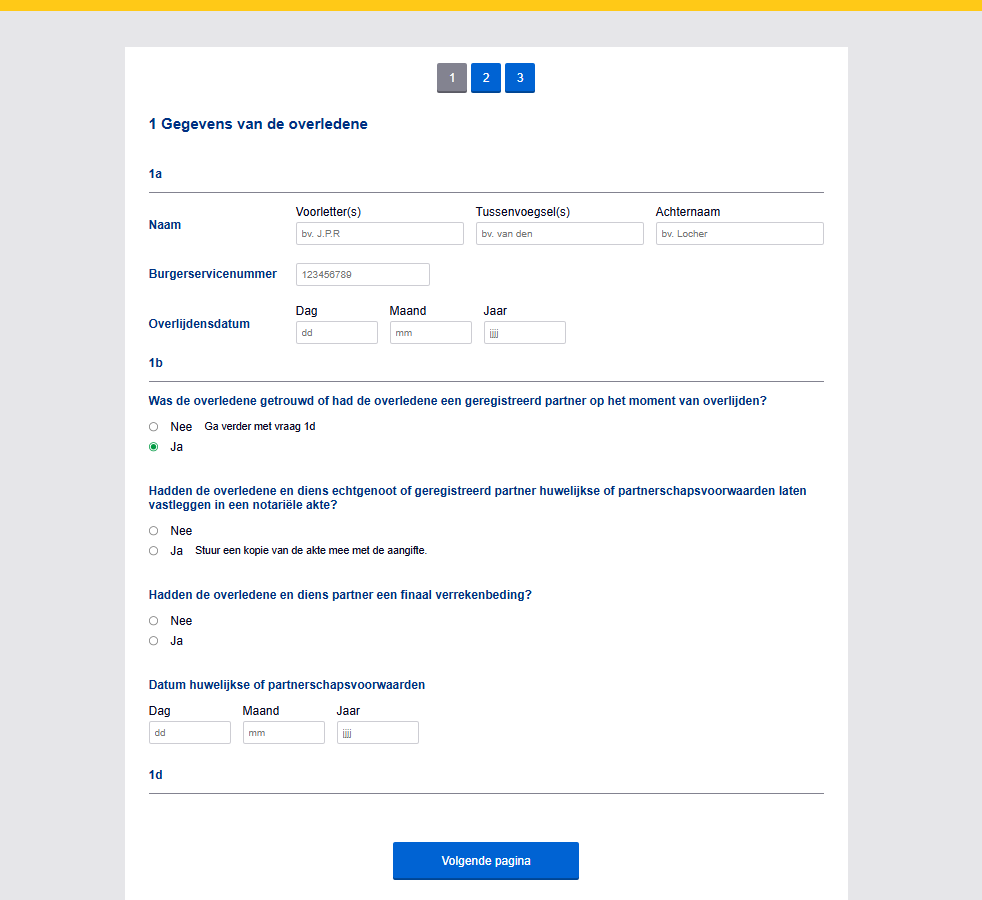 1 2 3
1 Gegevens van de overledene
1a
Voorletter(s) Tussenvoegsel(s) Achternaam
Naam
bv. J.P.R bv. van den bv. Locher
Burgerservicenummer 123456789
Dag Maand Jaar
Overlijdensdatum
dd mm jjjj
1b
Was de overledene getrouwd of had de overledene een geregistreerd partner op het moment van overlijden?
Nee Ga verder met vraag 1d
Ja
Hadden de overledene en diens echtgenoot of geregistreerd partner huwelijkse of partnerschapsvoorwaarden laten
vastleggen in een notariële akte?
Nee
Ja Stuur een kopie van de akte mee met de aangifte.
Hadden de overledene en diens partner een finaal verrekenbeding?
Nee
Ja
Datum huwelijkse of partnerschapsvoorwaarden
Dag Maand Jaar
dd mm jjjj
1d
Volgende pagina